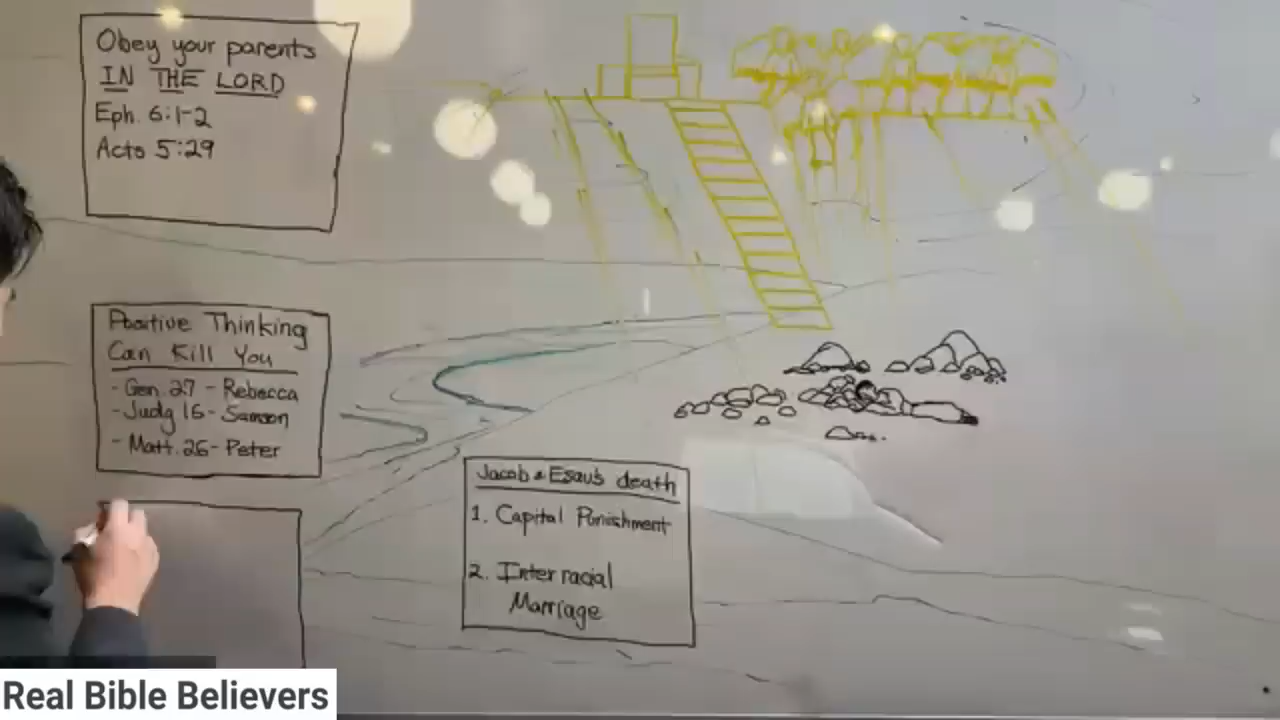 Obey your parents
IN THE LORD
Eph. 6:1-2
Acts 5:29
Positive Thinking
Can Kill You
- Gen. 27 - Rebecca
- Judg 16 - Samson
- Matt. 26 - Peter
Jacob & Esau's death
1. Capital Punishment
2. Interracial
Marriage
Real Bible Believers